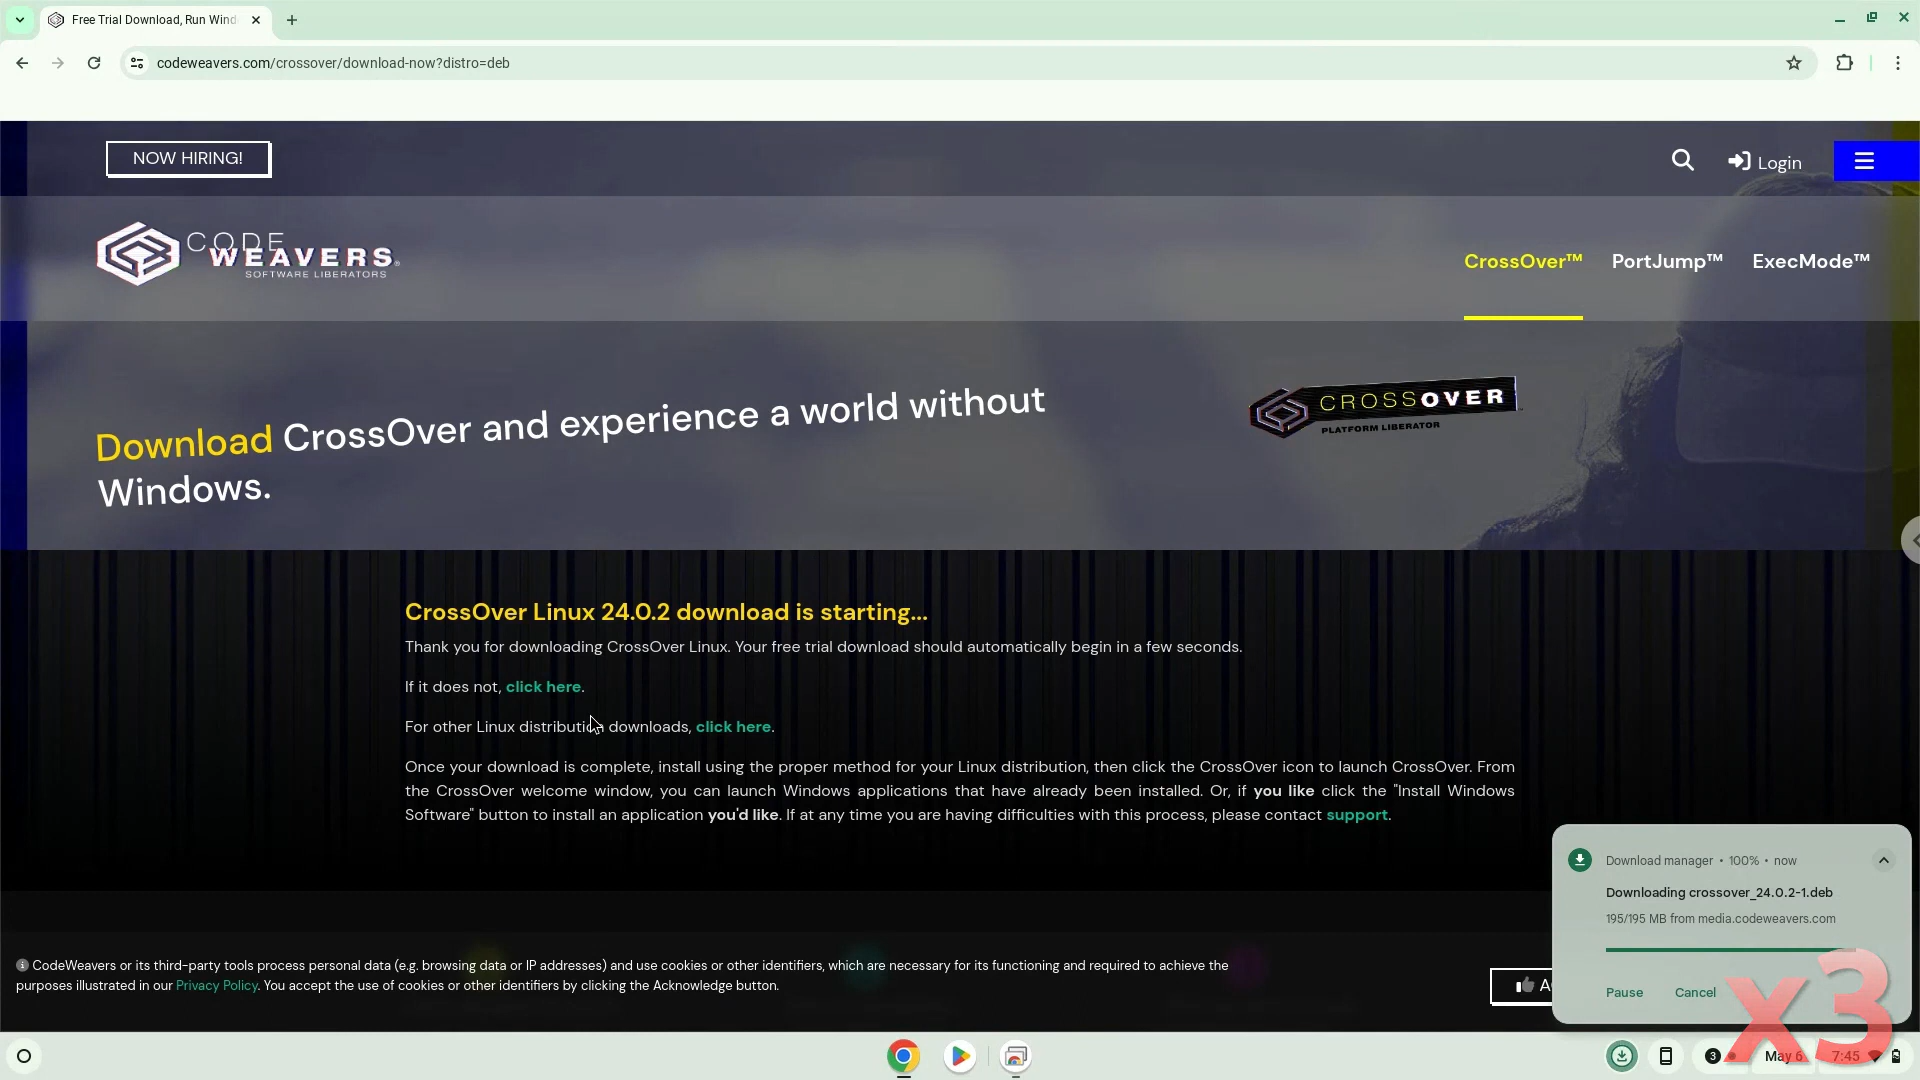 Free Trial Download, Run Wind
codeweavers.com/crossover/download-now?distro=deb
NOW HIRING!
Login
CODE
WEAVERS
SOFTWARE LIBERATORS
CrossOver™ PortJump™ ExecMode™
Download CrossOver and experience a world without
Windows.
CROSSOVER
PLATFORM LIBERATOR
CrossOver Linux 24.0.2 download is starting...
Thank you for downloading CrossOver Linux. Your free trial download should automatically begin in a few seconds.
If it does not, click here.
For other Linux distribution downloads, click here.
Once your download is complete, install using the proper method for your Linux distribution, then click the CrossOver icon to launch CrossOver. From
the CrossOver welcome window, you can launch Windows applications that have already been installed. Or, if you like click the "Install Windows
Software" button to install an application you'd like. If at any time you are having difficulties with this process, please contact support.
Download manager • 100% • now
Downloading crossover_24.0.2-1.deb
195/195 MB from media.codeweavers.com
Pause Cancel
CodeWeavers or its third-party tools process personal data (e.g. browsing data or IP addresses) and use cookies or other identifiers, which are necessary for its functioning and required to achieve the
purposes illustrated in our Privacy Policy. You accept the use of cookies or other identifiers by clicking the Acknowledge button.
x3
3 May 6 7:45